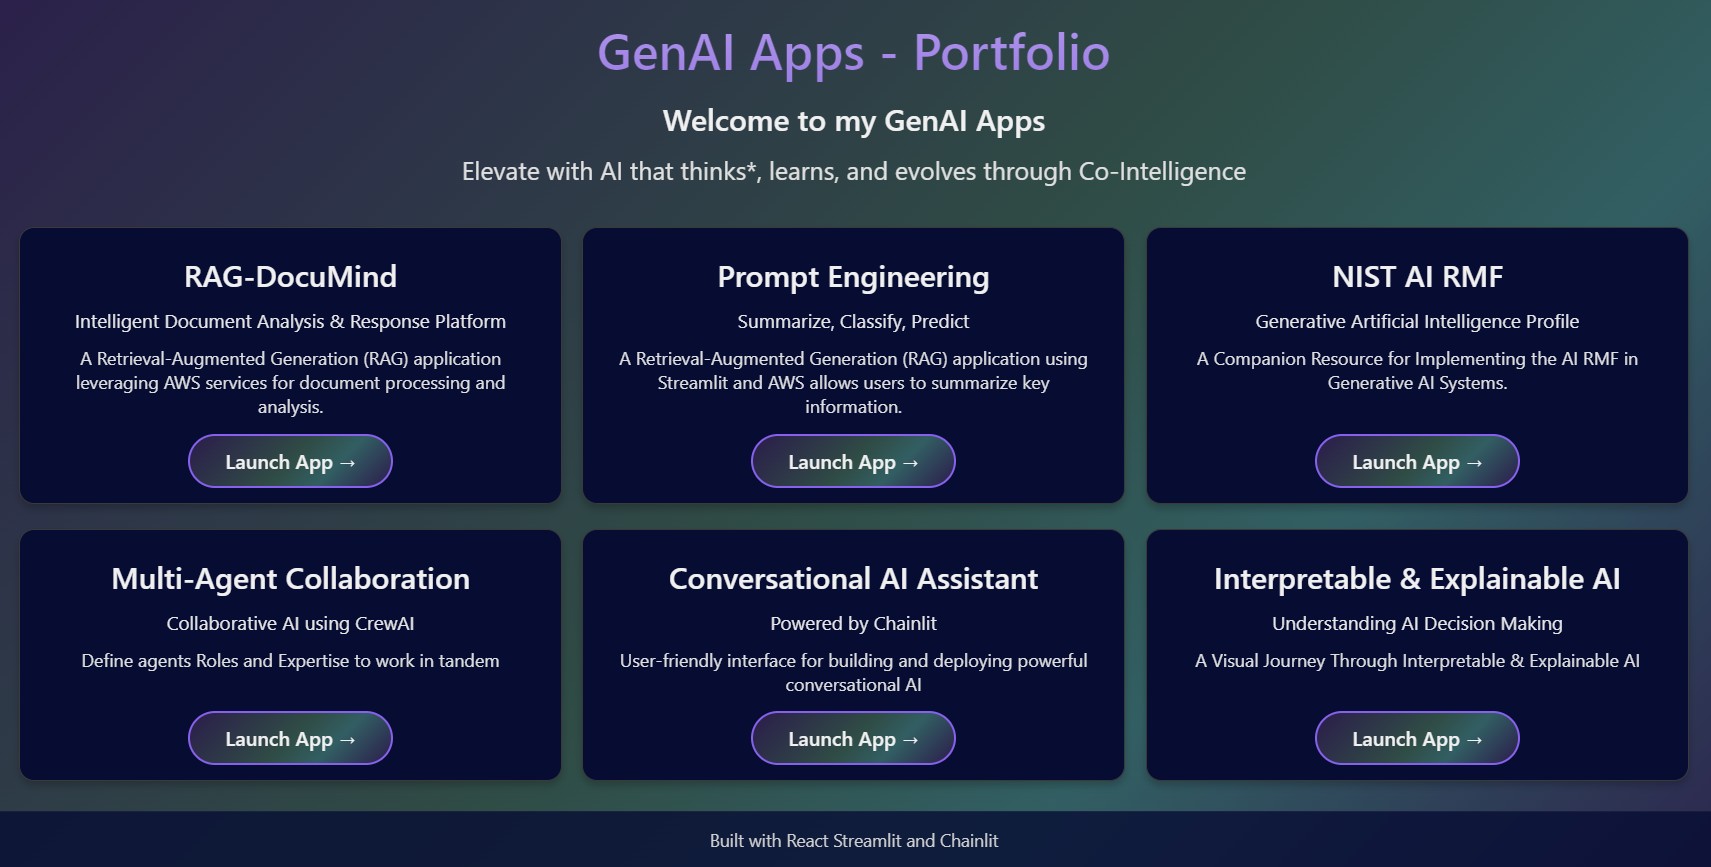 GenAI Apps - Portfolio
Welcome to my GenAI Apps
Elevate with AI that thinks*, learns, and evolves through Co-Intelligence
RAG-DocuMind
Intelligent Document Analysis & Response Platform
A Retrieval-Augmented Generation (RAG) application
leveraging AWS services for document processing and
analysis.
Launch App →
Prompt Engineering
Summarize, Classify, Predict
A Retrieval-Augmented Generation (RAG) application using
Streamlit and AWS allows users to summarize key
information.
Launch App →
NIST AI RMF
Generative Artificial Intelligence Profile
A Companion Resource for Implementing the AI RMF in
Generative AI Systems.
Launch App →
Multi-Agent Collaboration
Collaborative AI using CrewAI
Define agents Roles and Expertise to work in tandem
Launch App →
Conversational AI Assistant
Powered by Chainlit
User-friendly interface for building and deploying powerful
conversational AI
Launch App →
Interpretable & Explainable AI
Understanding AI Decision Making
A Visual Journey Through Interpretable & Explainable AI
Launch App →
Built with React Streamlit and Chainlit